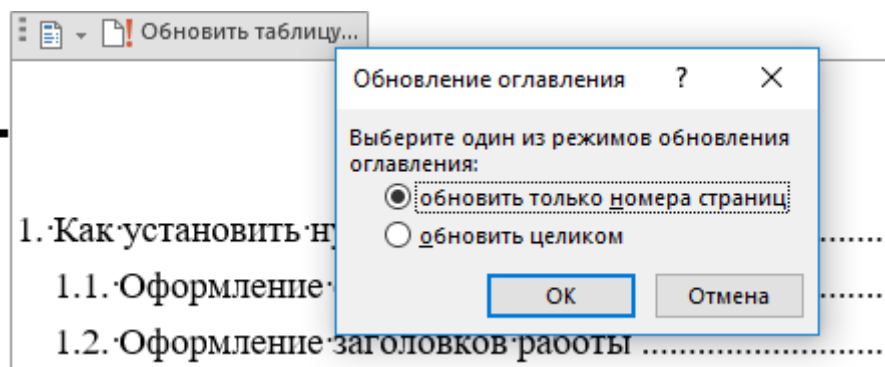 Обновить таблицу...
Обновление оглавления ? ×
Выберите один из режимов обновления
оглавления:
обновить только номера страниц
обновить целиком
ОК Отмена
1. Как установить
1.1. Оформление
1.2. Оформление заголовков работы ........................